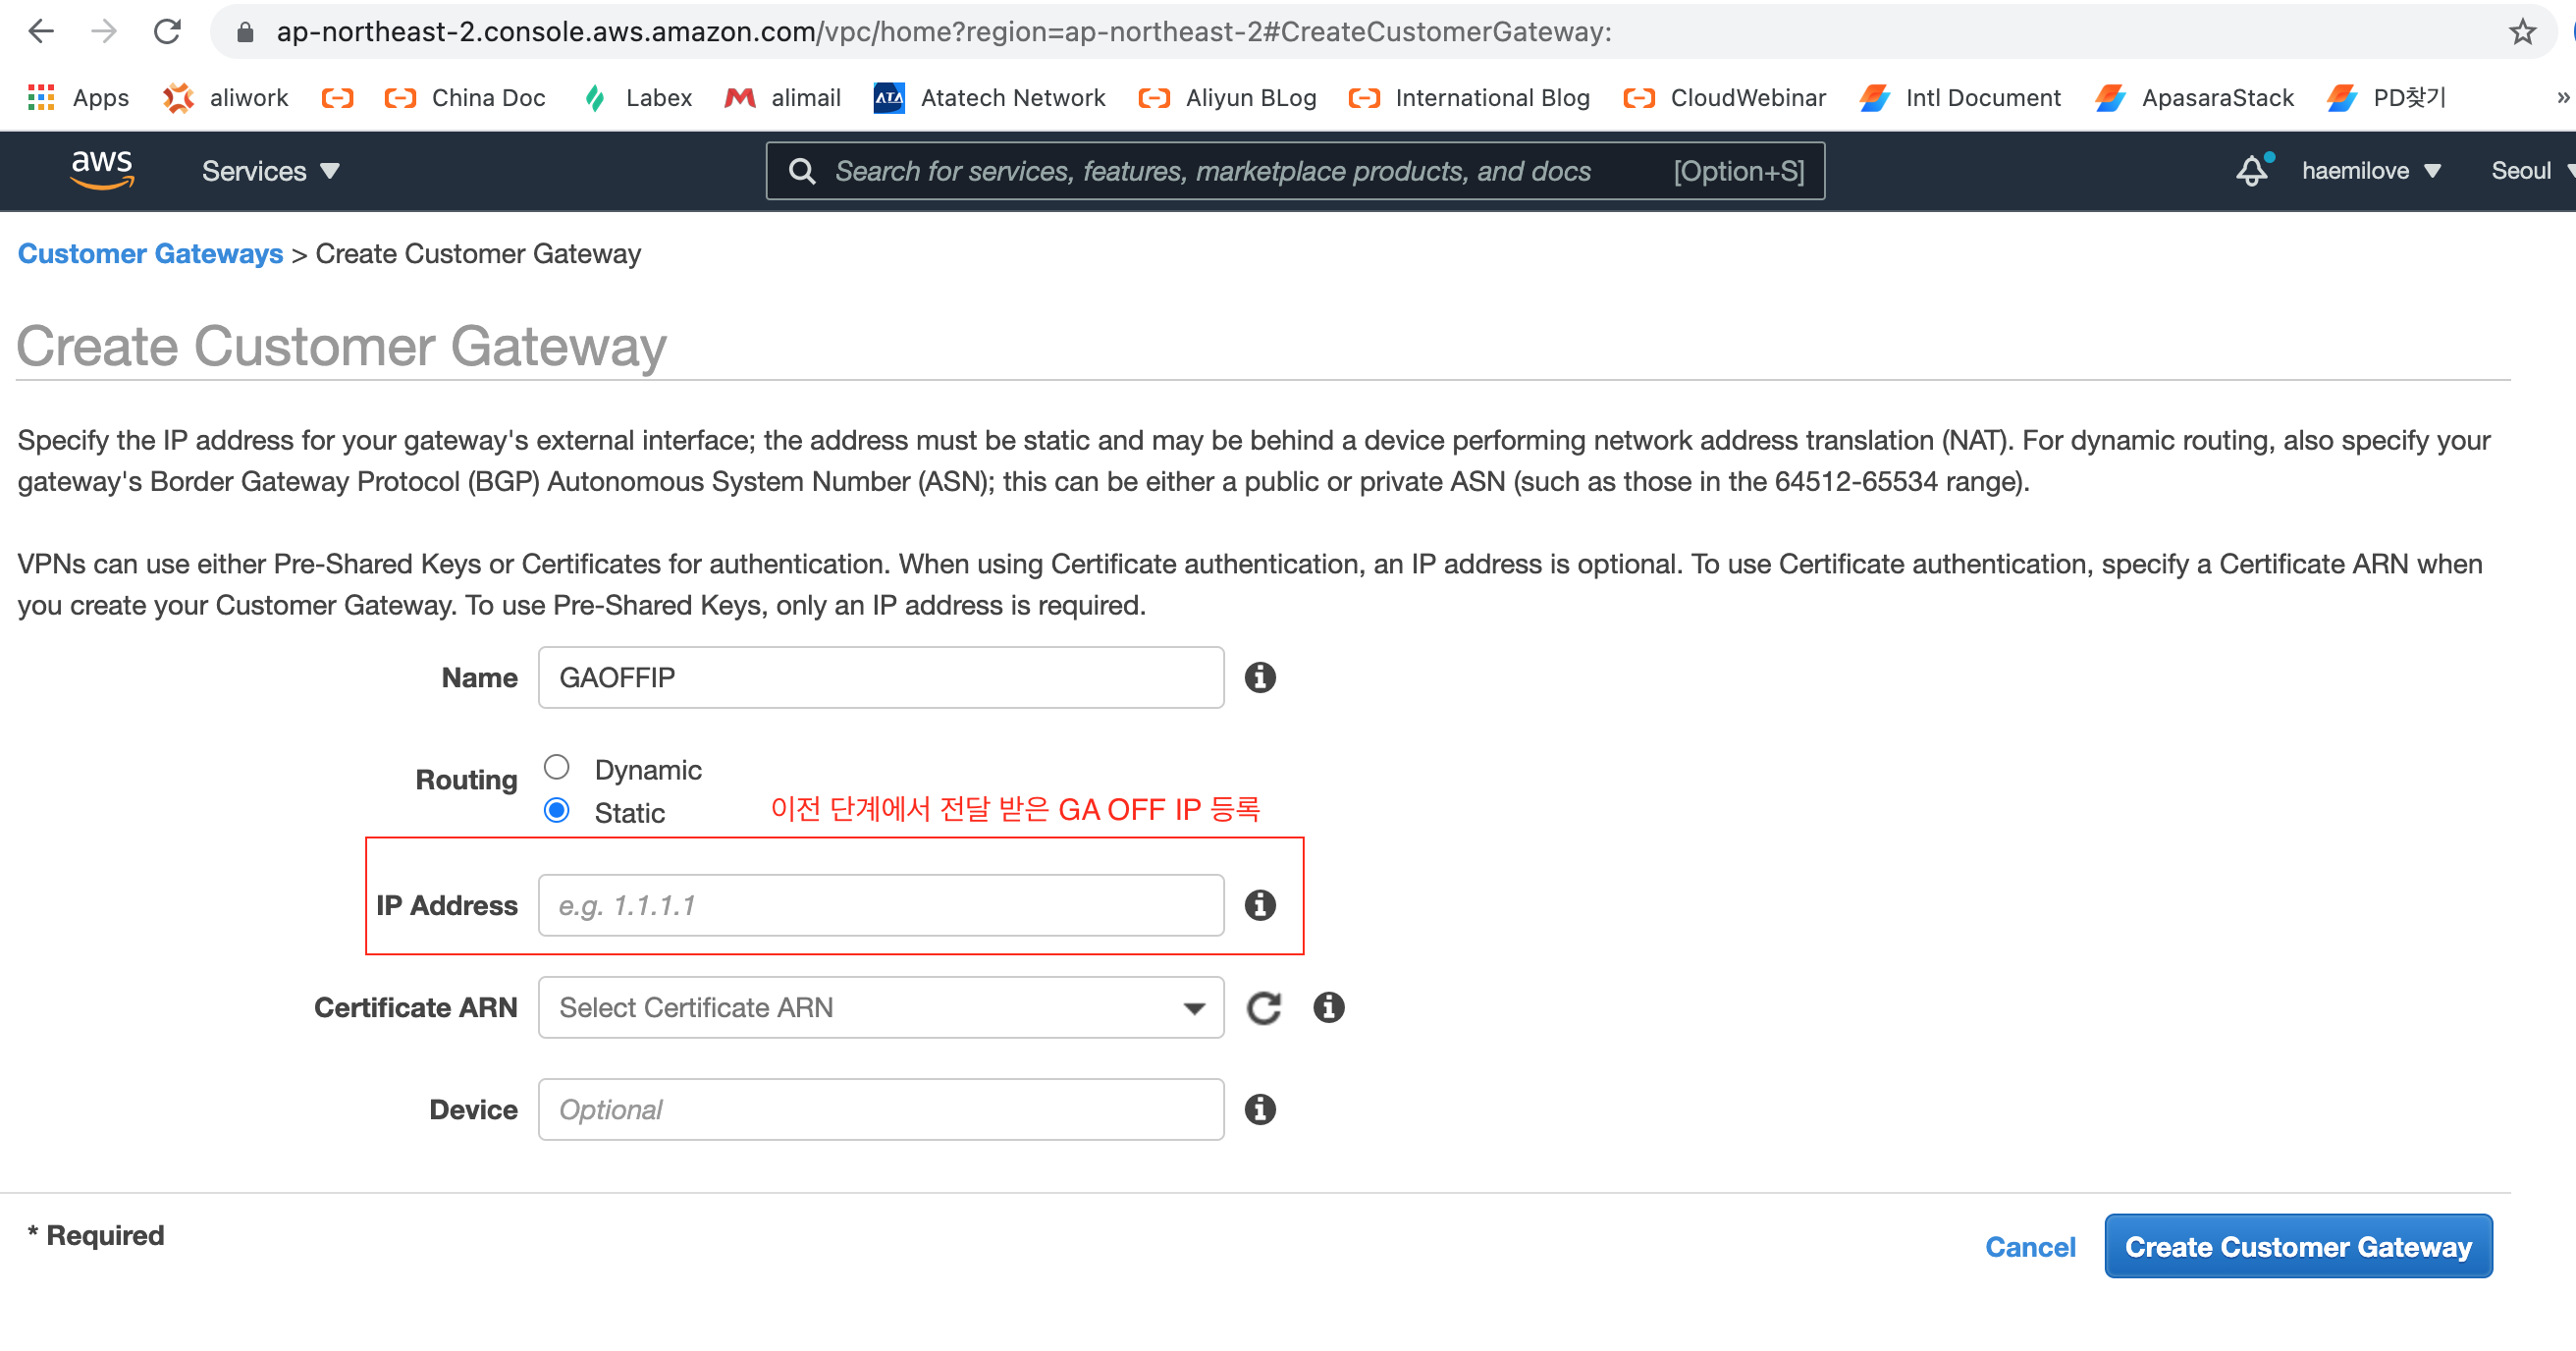 ap-northeast-2.console.aws.amazon.com/vpc/home?region=ap-northeast-2#CreateCustomerGateway:
Apps aliwork China Doc Labex alimail ATA Atatech Network Aliyun BLog International Blog CloudWebinar Intl Document ApasaraStack PD찾기 »
aws Services Search for services, features, marketplace products, and docs [Option+S] haemilove Seoul
Customer Gateways > Create Customer Gateway
Create Customer Gateway
Specify the IP address for your gateway's external interface; the address must be static and may be behind a device performing network address translation (NAT). For dynamic routing, also specify your
gateway's Border Gateway Protocol (BGP) Autonomous System Number (ASN); this can be either a public or private ASN (such as those in the 64512-65534 range).
VPNs can use either Pre-Shared Keys or Certificates for authentication. When using Certificate authentication, an IP address is optional. To use Certificate authentication, specify a Certificate ARN when
you create your Customer Gateway. To use Pre-Shared Keys, only an IP address is required.
Name GAOFFIP
Routing Dynamic
Static 이전 단계에서 전달 받은 GA OFF IP 등록
IP Address e.g. 1.1.1.1
Certificate ARN Select Certificate ARN
Device Optional
* Required
Cancel Create Customer Gateway